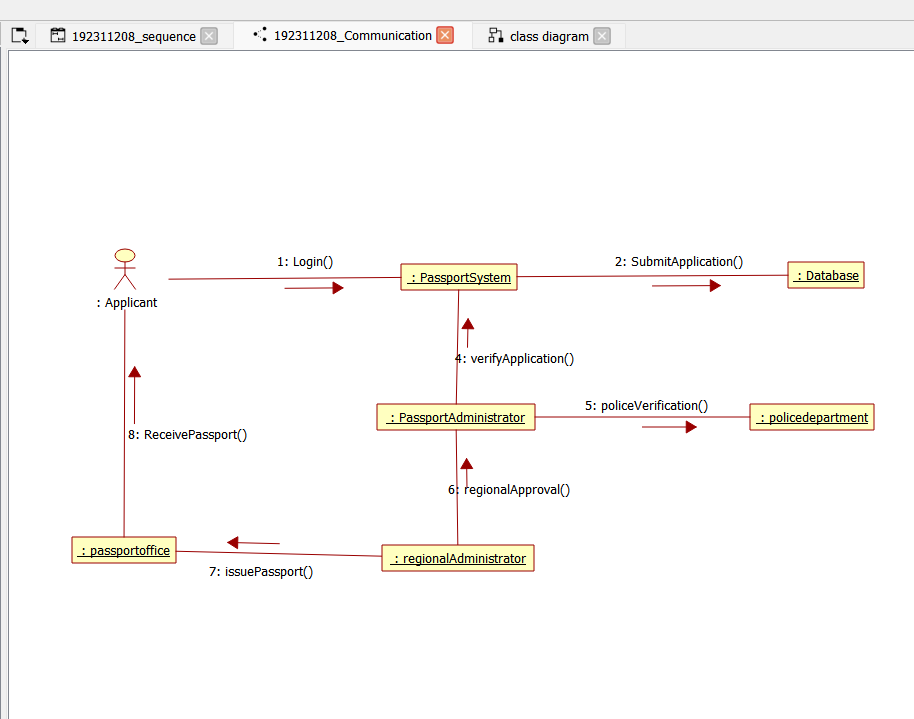 192311208_sequence
192311208_Communication
class diagram
1: Login()
2: SubmitApplication()
: PassportSystem
: Database
: Applicant
4: verifyApplication()
5: policeVerification()
: PassportAdministrator
: policedepartment
8: ReceivePassport()
6: regionalApproval()
: passportoffice
: regionalAdministrator
7: issuePassport()